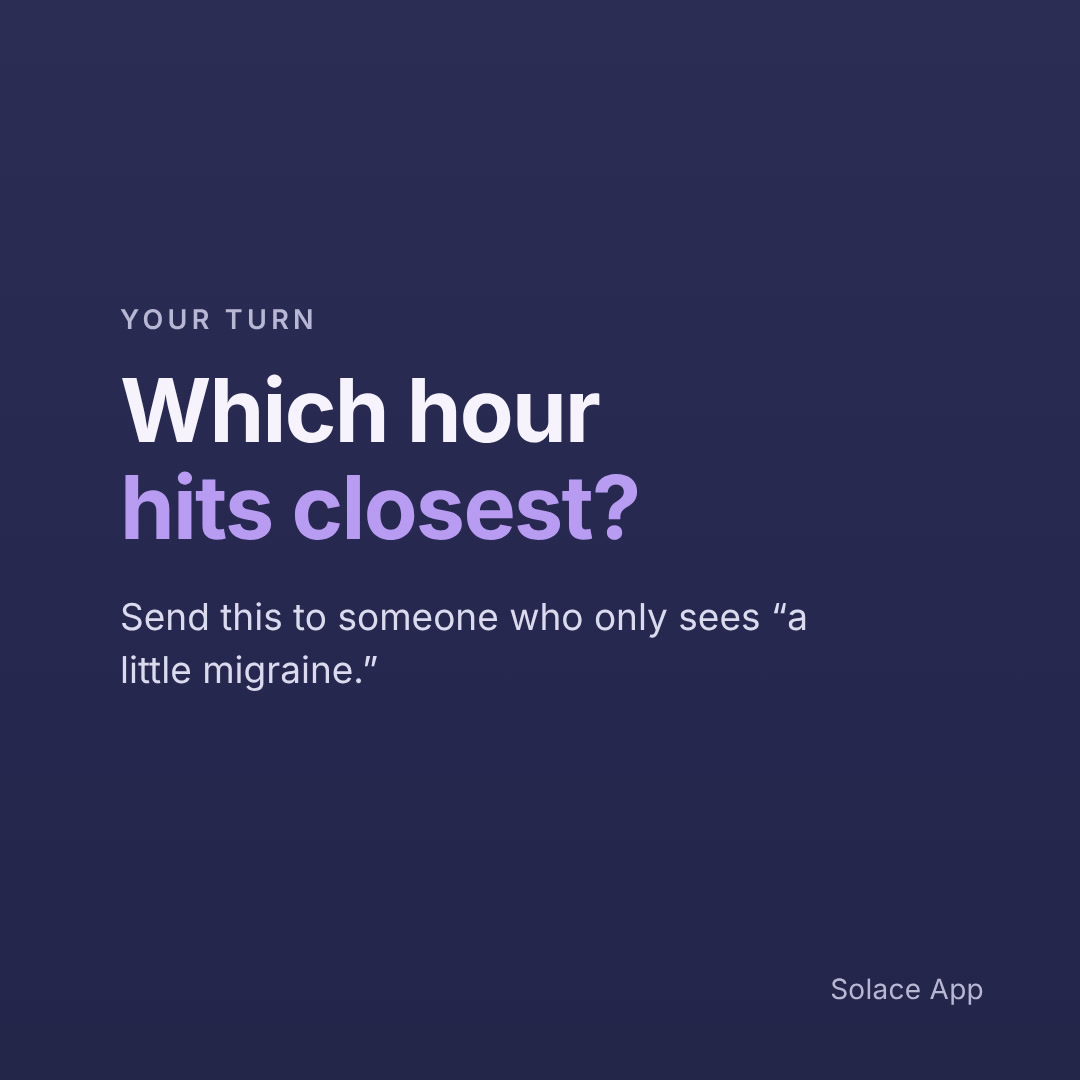 YOUR TURN
Which hour
hits closest?
Send this to someone who only sees “a
little migraine.”
Solace App